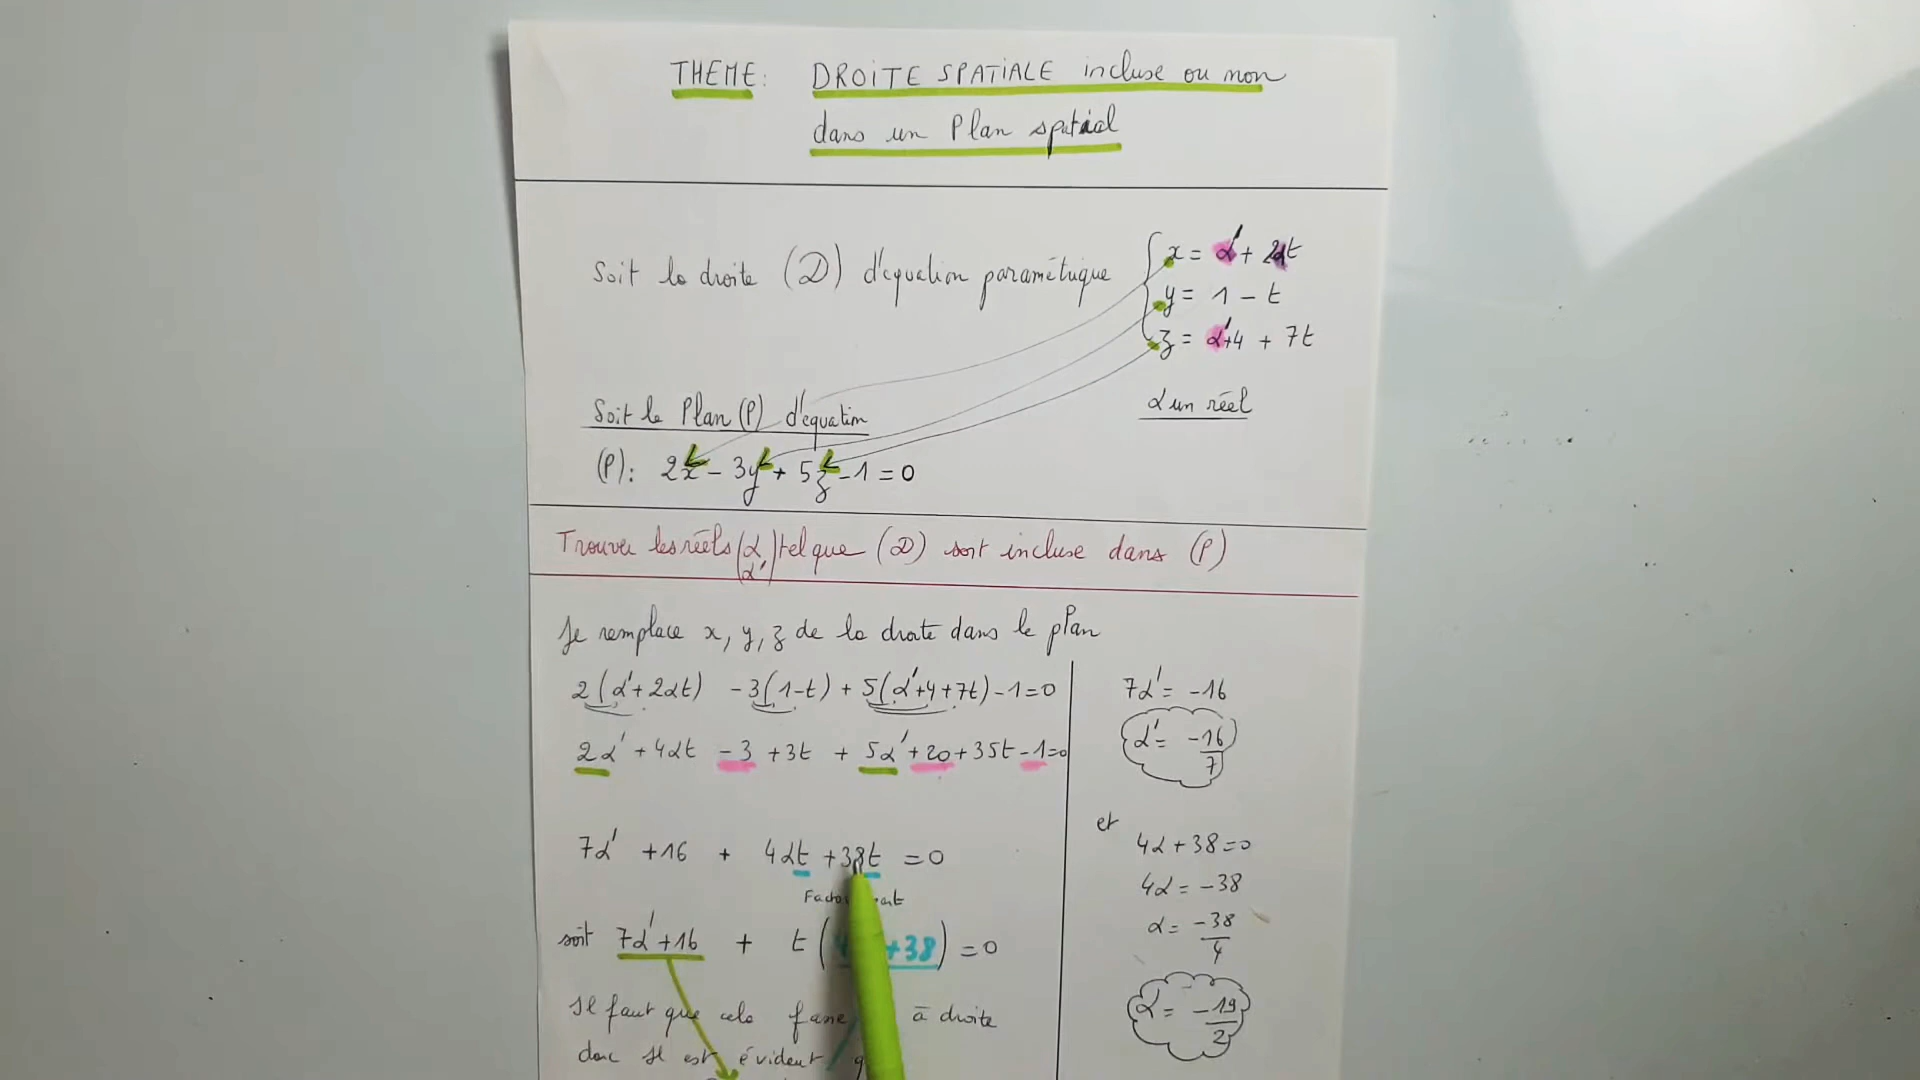 THEME: DROITE SPATIALE incluse ou non
dans un Plan spatial
Soit la droite (D) d'equation paramétrique
x = α' + 2αt
y = 1 - t
z = α'+4 + 7t
α un réel
Soit le Plan (P) d'equation
(P): 2x - 3y + 5z - 1 = 0
Trouver les réels (α α') tel que (D) soit incluse dans (P)
Je remplace x, y, z de la droite dans le plan
2(α'+2αt) -3(1-t) + 5(α'+4+7t) -1=0
2α' +4αt -3 +3t + 5α' +20 +35t -1=0
7α' +16 + 4αt +38t = 0
soit 7α'+16 + t( +38) = 0
Il faut que cela fasse à droite
donc il est évident
7α' = -16
α' = -16/7
et
4α+38=0
4α = -38
α = -38/4
α = -19/2